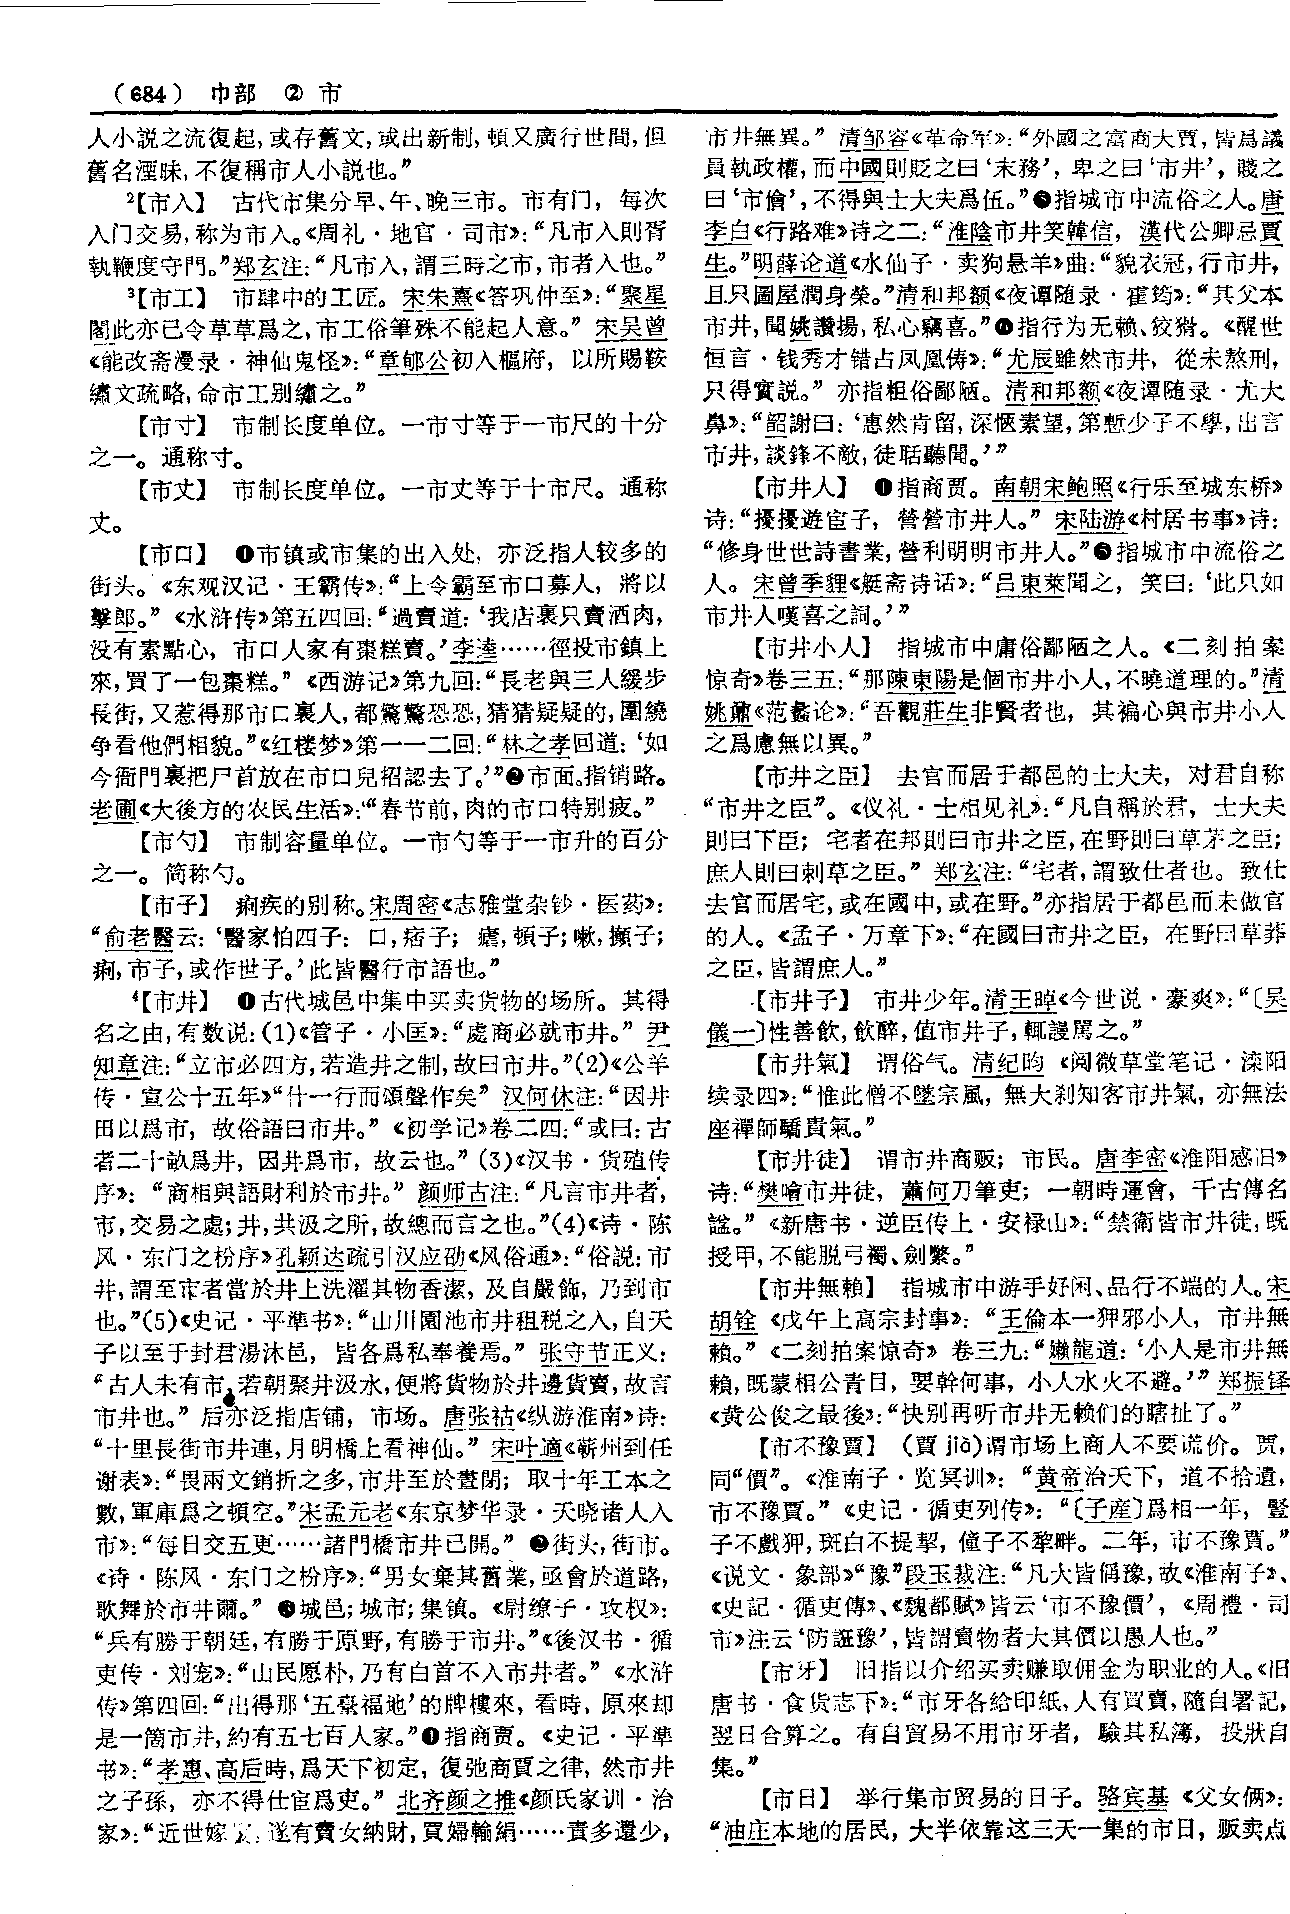 （684） 巾部 ② 市
人小説之流復起，或存舊文，或出新制，頓又廣行世間，但
舊名湮昧，不復稱市人小説也。”
²【市入】 古代市集分早、午、晚三市。市有门，每次
入门交易，称为市入。《周礼·地官·司市》：“凡市入則胥
執鞭度守門。”郑玄注：“凡市入，謂三時之市，市者入也。”
³【市工】 市肆中的工匠。宋朱熹《答巩仲至》：“聚星
閣此亦已令草草爲之，市工俗筆殊不能起人意。” 宋吴曾
《能改斋漫录·神仙鬼怪》：“章郇公初入樞府，以所賜鞍
繡文疏略，命市工别繡之。”
【市寸】 市制长度单位。一市寸等于一市尺的十分
之一。通称寸。
【市丈】 市制长度单位。一市丈等于十市尺。通称
丈。
【市口】 ❶市镇或市集的出入处，亦泛指人较多的
街头。《东观汉记·王霸传》：“上令霸至市口募人，將以
擊郎。” 《水浒传》第五四回：“過賣道：‘我店裏只賣酒肉，
没有素點心，市口人家有棗糕賣。’李逵……徑投市鎮上
來，買了一包棗糕。” 《西游记》第九回：“長老與三人緩步
長街，又惹得那市口裏人，都驚驚恐恐，猜猜疑疑的，圍繞
争看他們相貌。”《红楼梦》第一一二回：“林之孝回道：‘如
今衙門裏把尸首放在市口兒招認去了。’”❷市面。指销路。
老圃《大後方的农民生活》：“春节前，肉的市口特别疲。”
【市勺】 市制容量单位。一市勺等于一市升的百分
之一。简称勺。
【市子】 痢疾的别称。宋周密《志雅堂杂钞·医药》：
“俞老醫云：‘醫家怕四子：口，痞子；瘧，頓子；嗽，攧子；
痢，市子，或作世子。’此皆醫行市語也。”
⁴【市井】 ❶古代城邑中集中买卖货物的场所。其得
名之由，有数说：(1)《管子·小匡》：“處商必就市井。” 尹
知章注：“立市必四方，若造井之制，故曰市井。”(2)《公羊
传·宣公十五年》“什一行而頌聲作矣” 汉何休注：“因井
田以爲市，故俗語曰市井。” 《初学记》卷二四：“或曰：古
者二十畝爲井，因井爲市，故云也。” (3)《汉书·货殖传
序》：“商相與語財利於市井。” 颜师古注：“凡言市井者，
市，交易之處；井，共汲之所，故總而言之也。”(4)《诗·陈
风·东门之枌序》孔颖达疏引汉应劭《风俗通》：“俗説：市
井，謂至市者當於井上洗濯其物香潔，及自嚴飾，乃到市
也。”(5)《史记·平準书》：“山川園池市井租税之入，自天
子以至于封君湯沐邑，皆各爲私奉養焉。” 张守节正义：
“古人未有市，若朝聚井汲水，便將貨物於井邊貨賣，故言
市井也。” 后亦泛指店铺，市场。唐张祜《纵游淮南》诗：
“十里長街市井連，月明橋上看神仙。” 宋叶適《蕲州到任
谢表》：“畏兩文銷折之多，市井至於晝閉；取十年工本之
數，軍庫爲之頓空。”宋孟元老《东京梦华录·天晓诸人入
市》：“每日交五更……諸門橋市井已開。” ❷街头，街市。
《诗·陈风·东门之枌序》：“男女棄其舊業，亟會於道路，
歌舞於市井爾。” ❸城邑；城市；集镇。《尉缭子·攻权》：
“兵有勝于朝廷，有勝于原野，有勝于市井。”《後汉书·循
吏传·刘宠》：“山民愿朴，乃有白首不入市井者。” 《水浒
传》第四回：“出得那‘五臺福地’的牌樓來，看時，原來却
是一箇市井，約有五七百人家。”❹指商贾。《史记·平準
书》：“孝惠、高后時，爲天下初定，復弛商賈之律，然市井
之子孫，亦不得仕宦爲吏。” 北齐颜之推《颜氏家训·治
家》：“近世嫁娶，遂有賣女納財，買婦輸絹……責多還少，
市井無異。” 清邹容《革命军》：“外國之富商大賈，皆爲議
員執政權，而中國則貶之曰‘末務’，卑之曰‘市井’，賤之
曰‘市儈’，不得與士大夫爲伍。”❺指城市中流俗之人。唐
李白《行路难》诗之二：“淮陰市井笑韓信，漢代公卿忌賈
生。”明薛论道《水仙子·卖狗悬羊》曲：“貌衣冠，行市井，
且只圖屋潤身榮。”清和邦额《夜谭随录·霍筠》：“其父本
市井，聞姚讚揚，私心竊喜。”❻指行为无赖、狡猾。《醒世
恒言·钱秀才错占凤凰俦》：“尤辰雖然市井，從未熬刑，
只得實説。” 亦指粗俗鄙陋。清和邦额《夜谭随录·尤大
鼻》：“韶謝曰：‘惠然肯留，深愜素望，第慙少子不學，出言
市井，談鋒不敵，徒聒聽聞。’”
【市井人】 ❶指商贾。南朝宋鲍照《行乐至城东桥》
诗：“擾擾遊宦子，營營市井人。” 宋陆游《村居书事》诗：
“修身世世詩書業，營利明明市井人。”❷指城市中流俗之
人。宋曾季貍《艇斋诗话》：“吕東萊聞之，笑曰：‘此只如
市井人嘆喜之詞。’”
【市井小人】 指城市中庸俗鄙陋之人。《二刻拍案
惊奇》卷三五：“那陳東陽是個市井小人，不曉道理的。”清
姚鼐《范蠡论》：“吾觀莊生非賢者也，其褊心與市井小人
之爲慮無以異。”
【市井之臣】 去官而居于都邑的士大夫，对君自称
“市井之臣”。《仪礼·士相见礼》：“凡自稱於君，士大夫
則曰下臣；宅者在邦則曰市井之臣，在野則曰草茅之臣；
庶人則曰刺草之臣。” 郑玄注：“宅者，謂致仕者也。致仕
去官而居宅，或在國中，或在野。”亦指居于都邑而未做官
的人。《孟子·万章下》：“在國曰市井之臣，在野曰草莽
之臣，皆謂庶人。”
【市井子】 市井少年。清王晫《今世说·豪爽》：“〔吴
儀一〕性善飲，飲醉，值市井子，輒謾駡之。”
【市井氣】 谓俗气。清纪昀 《阅微草堂笔记·滦阳
续录四》：“惟此僧不墜宗風，無大刹知客市井氣，亦無法
座禪師驕貴氣。”
【市井徒】 谓市井商贩；市民。唐李密《淮阳感旧》
诗：“樊噲市井徒，蕭何刀筆吏；一朝時運會，千古傳名
謚。” 《新唐书·逆臣传上·安禄山》：“禁衛皆市井徒，既
授甲，不能脱弓襡、劍繫。”
【市井無賴】 指城市中游手好闲、品行不端的人。宋
胡铨 《戊午上高宗封事》：“王倫本一狎邪小人，市井無
賴。” 《二刻拍案惊奇》 卷三九：“嬾龍道：‘小人是市井無
賴，既蒙相公青目，要幹何事，小人水火不避。’” 郑振铎
《黄公俊之最後》：“快别再听市井无赖们的瞎扯了。”
【市不豫賈】 （賈 jià）谓市场上商人不要谎价。贾，
同“價”。《淮南子·览冥训》：“黄帝治天下，道不拾遺，
市不豫賈。” 《史记·循吏列传》：“〔子産〕爲相一年，豎
子不戲狎，斑白不提挈，僮子不犂畔。二年，市不豫賈。”
《说文·象部》“豫”段玉裁注：“凡大皆偁豫，故《淮南子》、
《史記·循吏傳》、《魏都賦》皆云‘市不豫價’，《周禮·司
市》注云‘防誑豫’，皆謂賣物者大其價以愚人也。”
【市牙】 旧指以介绍买卖赚取佣金为职业的人。《旧
唐书·食货志下》：“市牙各給印紙，人有買賣，隨自署記，
翌日合算之。有自貿易不用市牙者，驗其私簿，投狀自
集。”
【市日】 举行集市贸易的日子。骆宾基 《父女俩》：
“油庄本地的居民，大半依靠这三天一集的市日，贩卖点